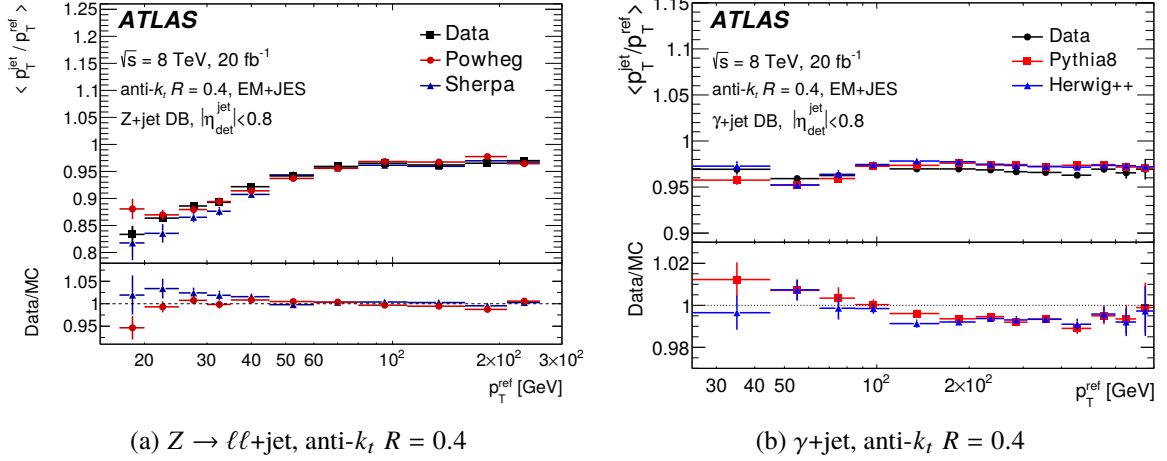 ATLAS
√s = 8 TeV, 20 fb⁻¹
anti-kt R = 0.4, EM+JES
Z+jet DB, |η_det^jet|<0.8
Data
Powheg
Sherpa
< p_T^jet / p_T^ref >
1.25
1.2
1.15
1.1
1.05
1
0.95
0.9
0.85
0.8
Data/MC
1.05
1
0.95
20 30 40 50 60 10² 2×10² 3×10²
p_T^ref [GeV]
(a) Z → ℓℓ+jet, anti-kt R = 0.4
ATLAS
√s = 8 TeV, 20 fb⁻¹
anti-kt R = 0.4, EM+JES
γ+jet DB, |η_det^jet|<0.8
Data
Pythia8
Herwig++
<p_T^jet/p_T^ref>
1.15
1.1
1.05
1
0.95
0.9
Data/MC
1.02
1
0.98
30 40 50 10² 2×10²
p_T^ref [GeV]
(b) γ+jet, anti-kt R = 0.4